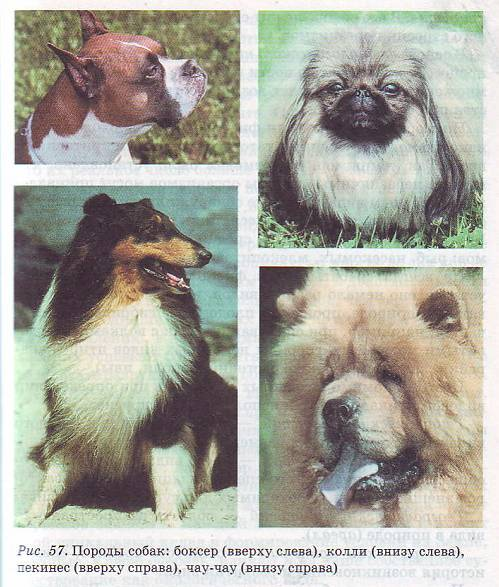 Рис. 57. Породы собак: боксер (вверху слева), колли (внизу слева),
пекинес (вверху справа), чау-чау (внизу справа)